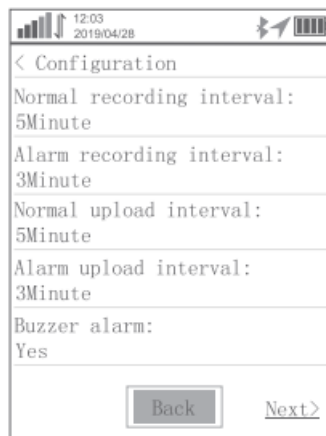 12:03
2019/04/28
< Configuration
Normal recording interval:
5Minute
Alarm recording interval:
3Minute
Normal upload interval:
5Minute
Alarm upload interval:
3Minute
Buzzer alarm:
Yes
Back
Next>